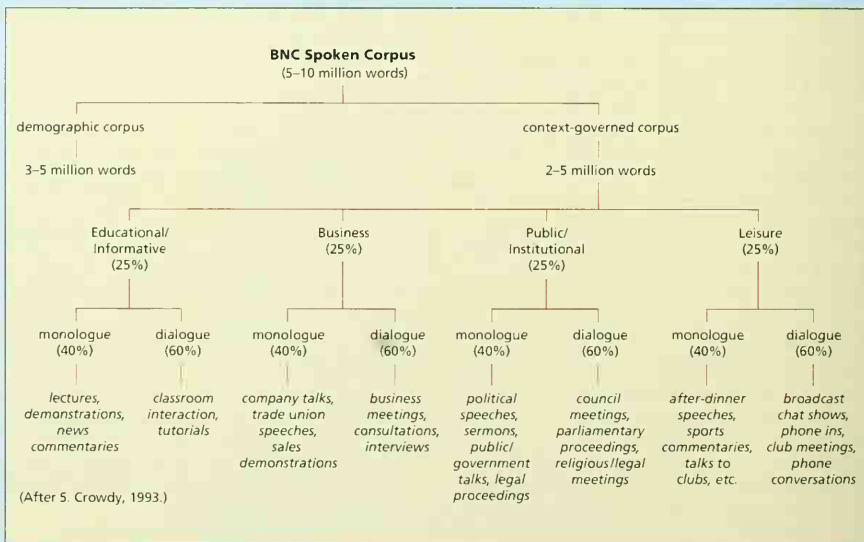 BNC Spoken Corpus
(5–10 million words)
demographic corpus
context-governed corpus
3–5 million words
2–5 million words
Educational/
Informative
(25%)
Business
(25%)
Public/
Institutional
(25%)
Leisure
(25%)
monologue
(40%)
dialogue
(60%)
monologue
(40%)
dialogue
(60%)
monologue
(40%)
dialogue
(60%)
monologue
(40%)
dialogue
(60%)
lectures,
demonstrations,
news
commentaries
classroom
interaction,
tutorials
company talks,
trade union
speeches,
sales
demonstrations
business
meetings,
consultations,
interviews
political
speeches,
sermons,
public/
government
talks, legal
proceedings
council
meetings,
parliamentary
proceedings,
religious/legal
meetings
after-dinner
speeches,
sports
commentaries,
talks to
clubs, etc.
broadcast
chat shows,
phone ins,
club meetings,
phone
conversations
(After S. Crowdy, 1993.)